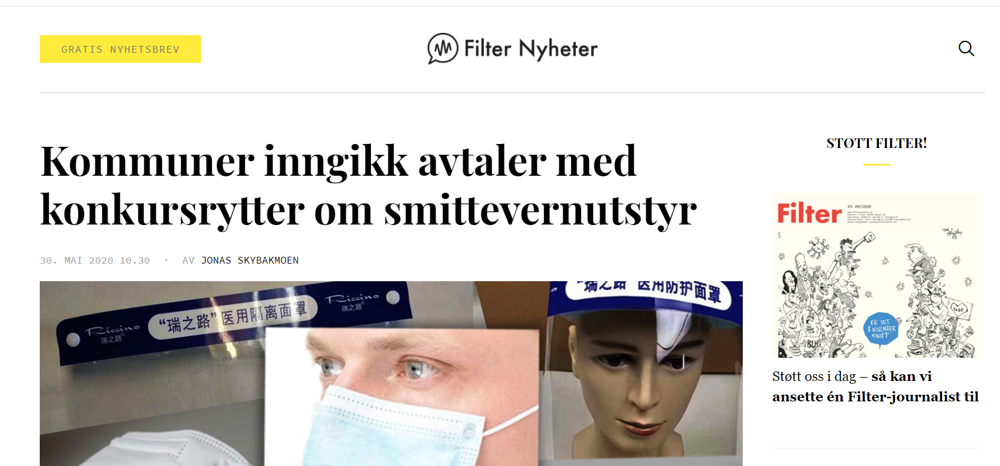 GRATIS NYHETSBREV
Filter Nyheter
Kommuner inngikk avtaler med
konkursrytter om smittevernutstyr
30. MAI 2020 10.30 · AV JONAS SKYBAKMOEN
Riccino
瑞之路®
“瑞之路”医用隔离面罩
Riccino
瑞之路®
“瑞之路”医用防护面罩
STØTT FILTER!
Filter
#5 09/2020
ER DET
3 NOVEMBER
SNART
BLM
Støtt oss i dag – så kan vi
ansette én Filter-journalist til